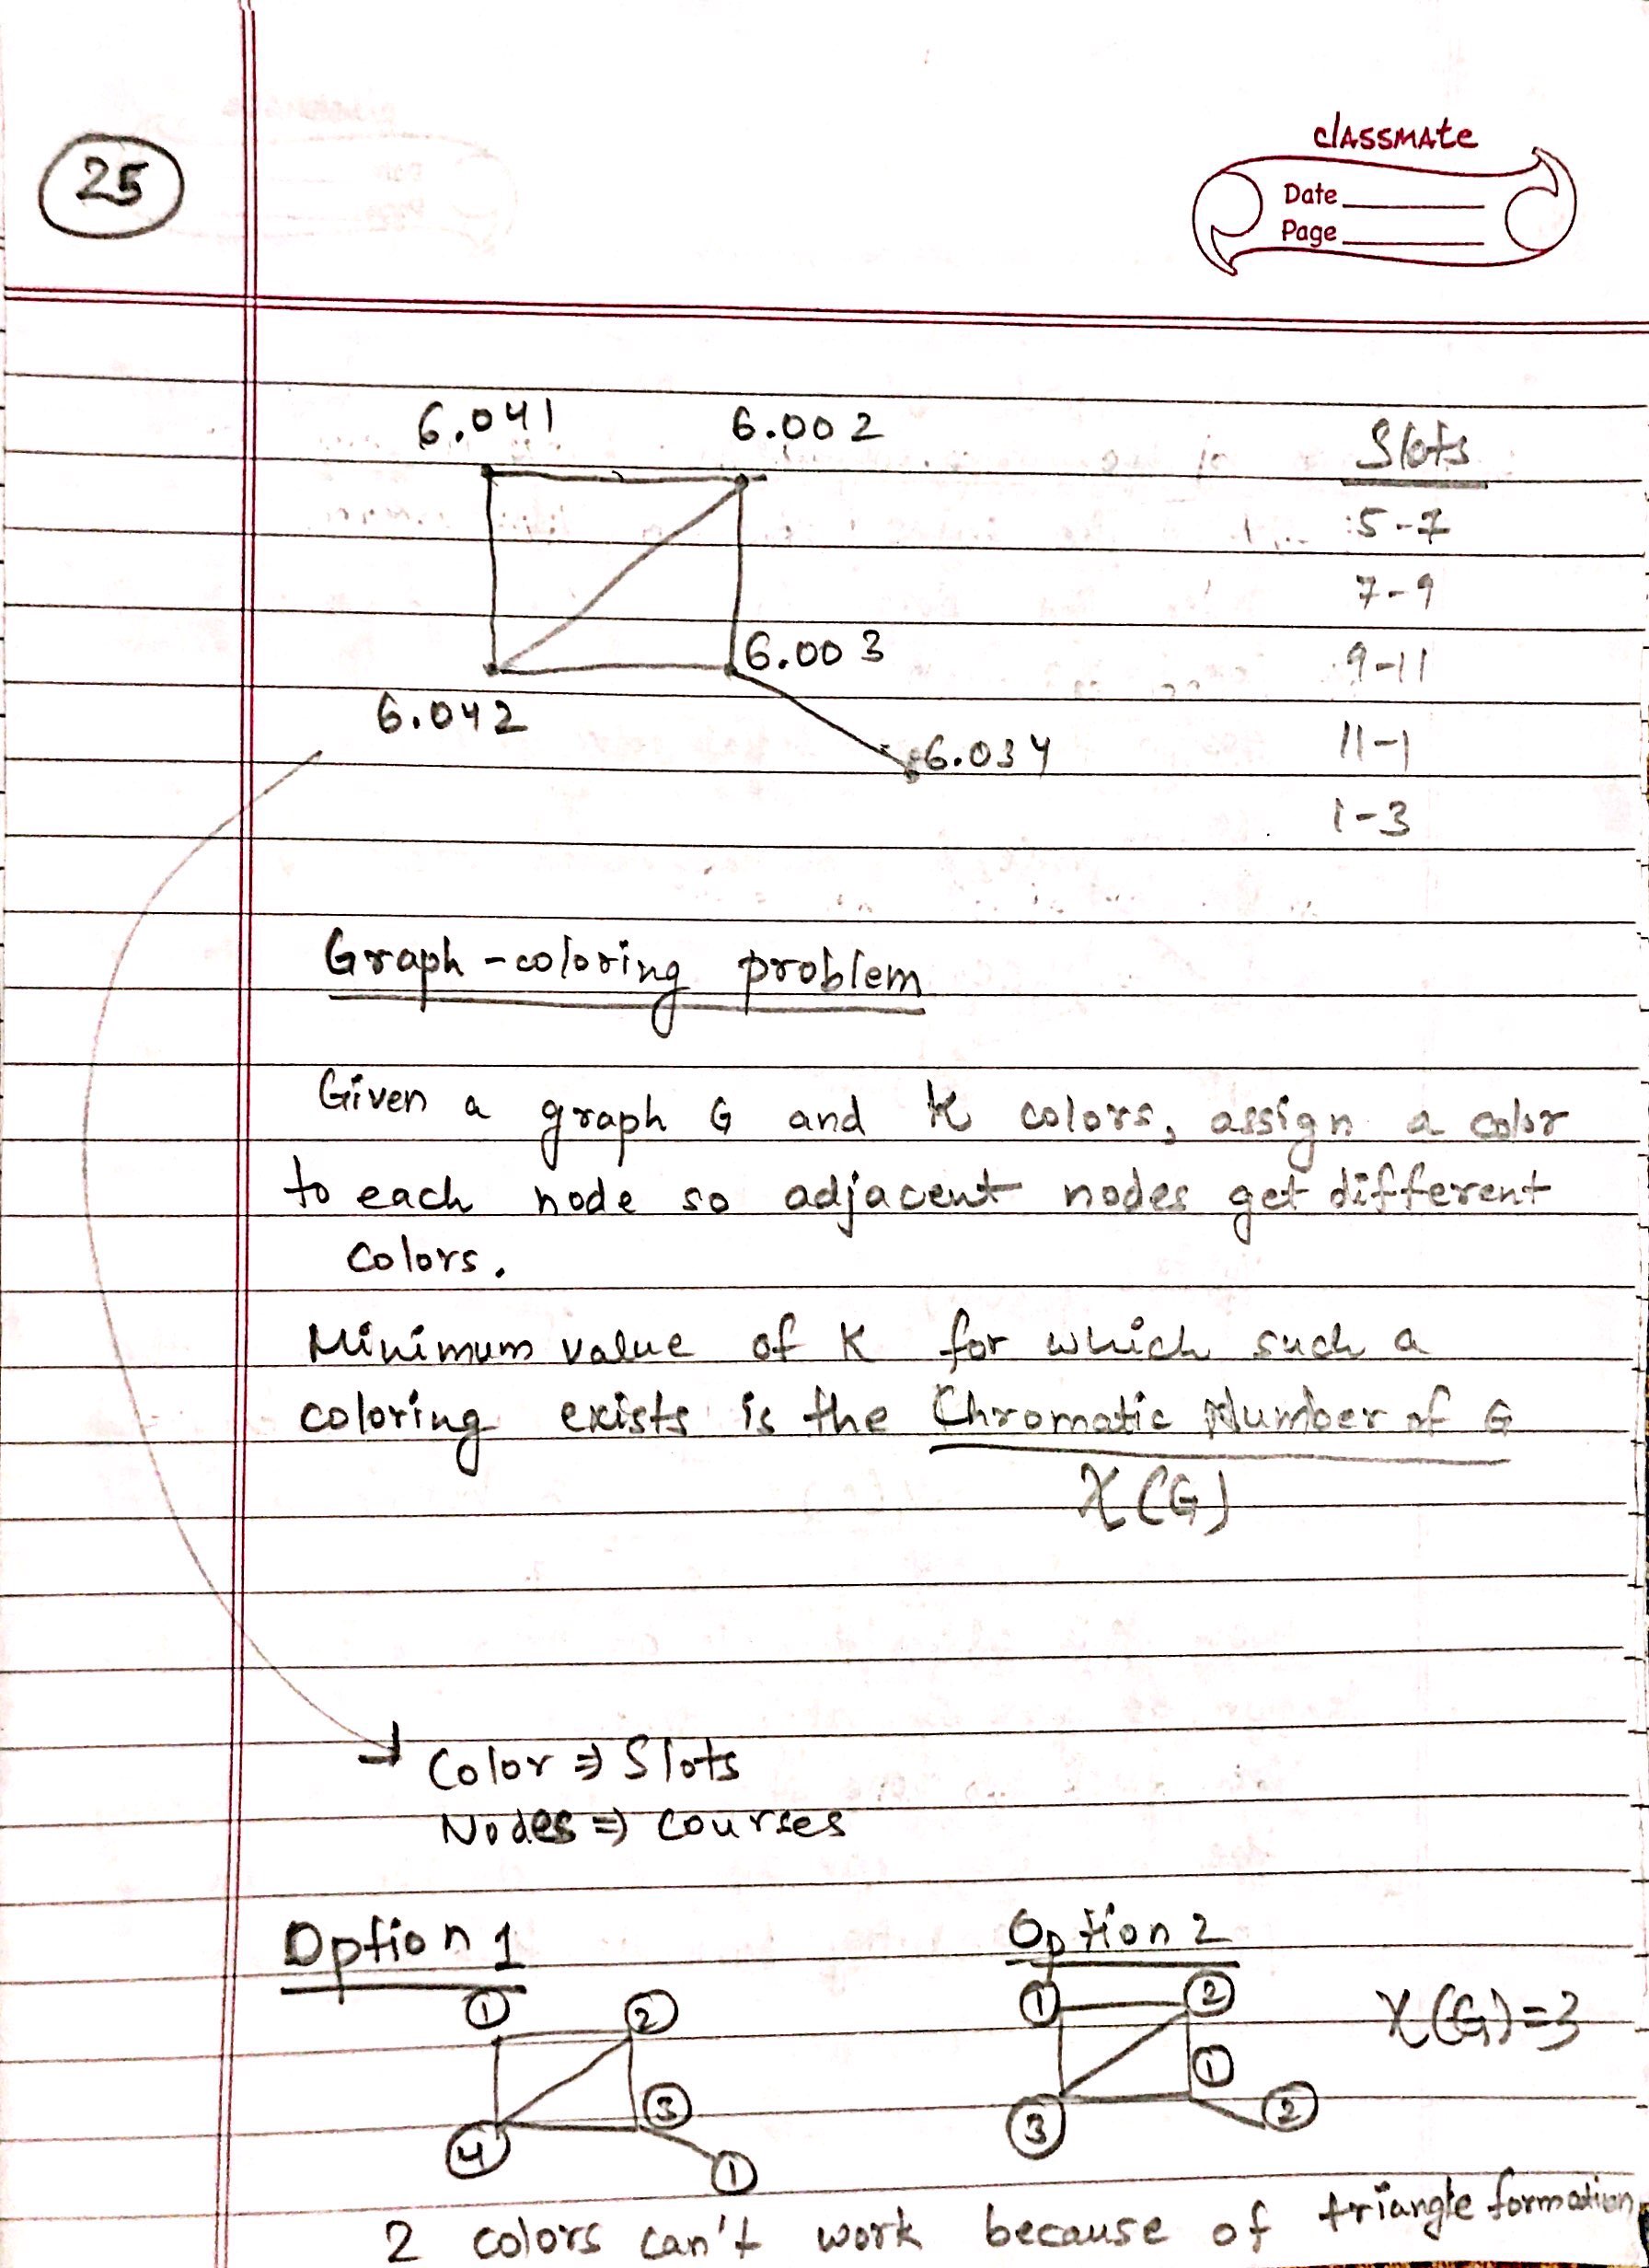 25
classmate
Date
Page
6.041 6.002 Slots
5-7
7-9
6.003
9-11
6.042
11-1
6.034
1-3
Graph-coloring problem
Given a graph G and K colors, assign a color
to each node so adjacent nodes get different
colors.
Minimum value of K for which such a
coloring exists is the Chromatic Number of G
χ(G)
Color ⇒ Slots
Nodes ⇒ Courses
Option 1 Option 2
1 2 1 2 χ(G)=3
3 1
4 3 2
1
2 colors can't work because of triangle formation